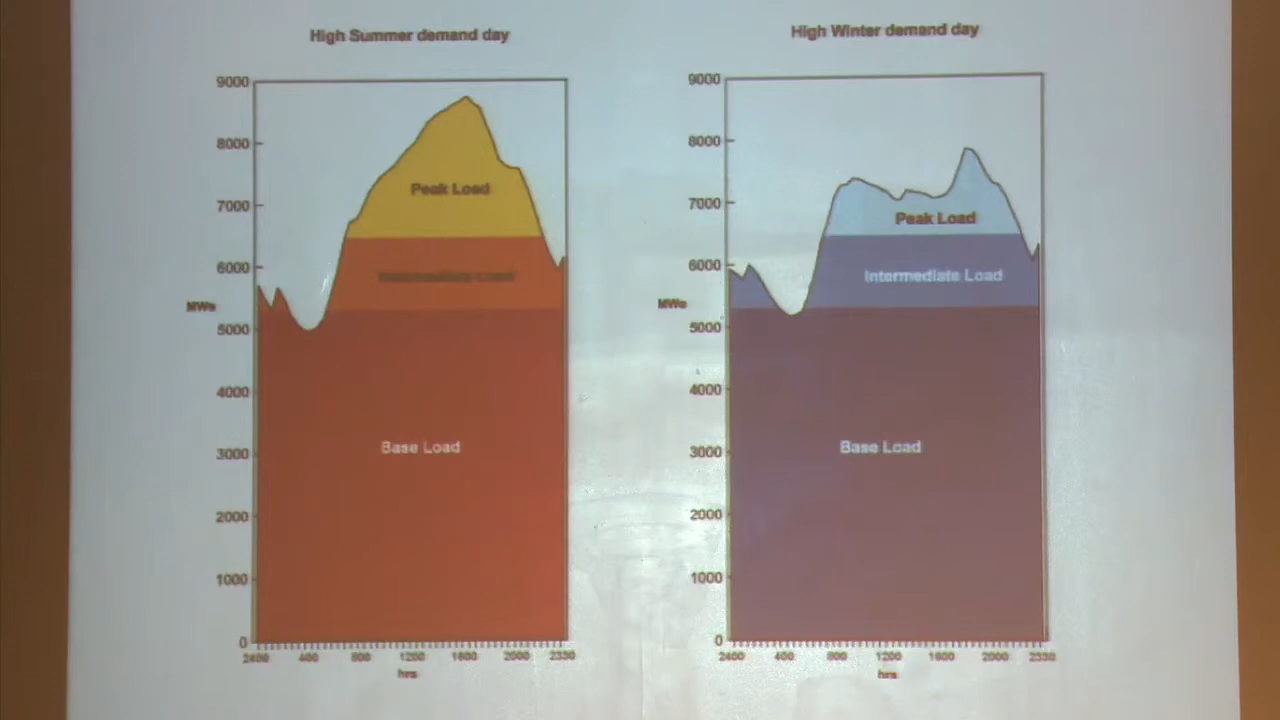 High Summer demand day
9000
8000
7000
6000
MWe
5000
4000
3000
2000
1000
0
Peak Load
Intermediate Load
Base Load
2400 400 800 1200 1600 2000 2330
hrs
High Winter demand day
9000
8000
7000
6000
MWe
5000
4000
3000
2000
1000
0
Peak Load
Intermediate Load
Base Load
2400 400 800 1200 1600 2000 2330
hrs